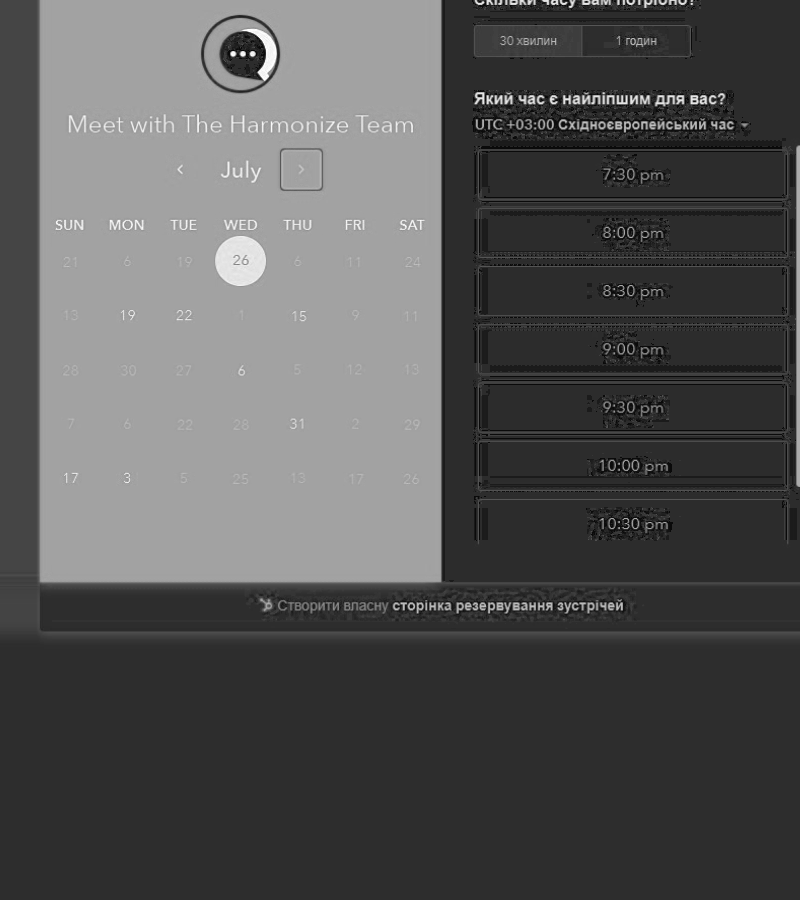 Meet with The Harmonize Team
July
SUN MON TUE WED THU FRI SAT
21 6 19 26 6 11 24
13 19 22 1 15 9 11
28 30 27 6 5 12 13
7 6 22 28 31 2 29
17 3 5 25 13 17 26
Скільки часу вам потрібно?
30 хвилин 1 годин
Який час є найліпшим для вас?
UTC +03:00 Східноєвропейський час
7:30 pm
8:00 pm
8:30 pm
9:00 pm
9:30 pm
10:00 pm
10:30 pm
Створити власну сторінка резервування зустрічей